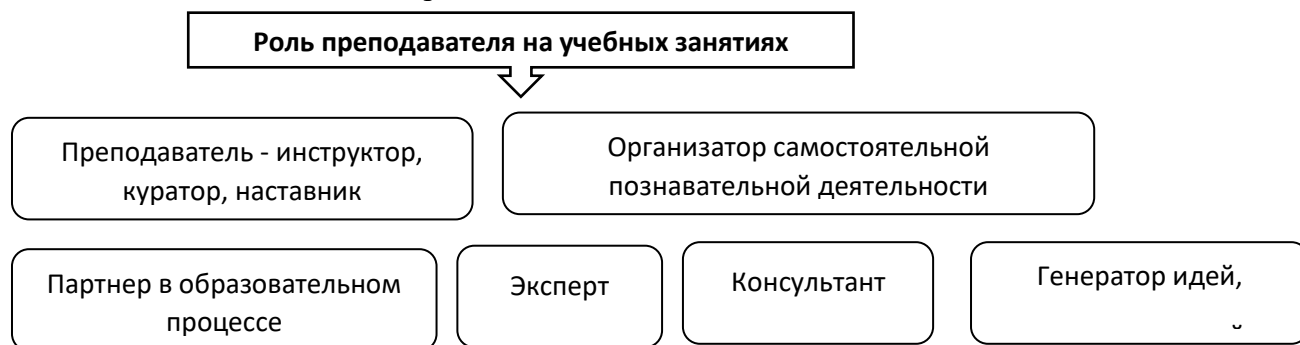 Роль преподавателя на учебных занятиях
Преподаватель - инструктор,
куратор, наставник
Организатор самостоятельной
познавательной деятельности
Партнер в образовательном
процессе
Эксперт
Консультант
Генератор идей,